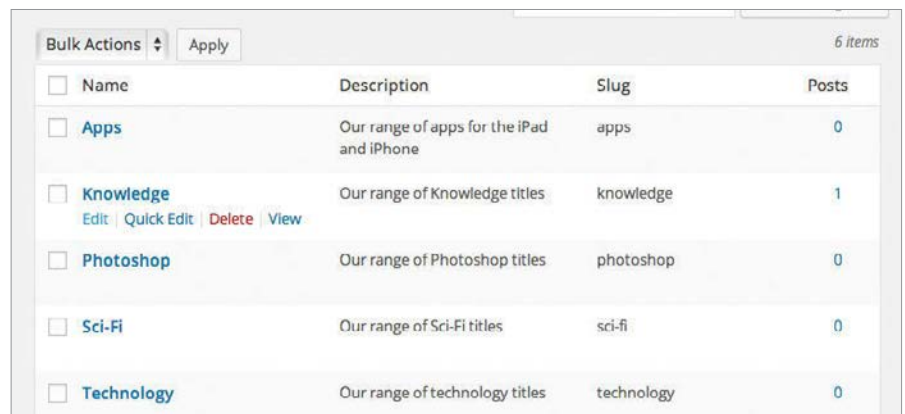 Bulk Actions Apply 6 items
Name Description Slug Posts
Apps Our range of apps for the iPad apps 0
and iPhone
Knowledge Our range of Knowledge titles knowledge 1
Edit | Quick Edit | Delete | View
Photoshop Our range of Photoshop titles photoshop 0
Sci-Fi Our range of Sci-Fi titles sci-fi 0
Technology Our range of technology titles technology 0